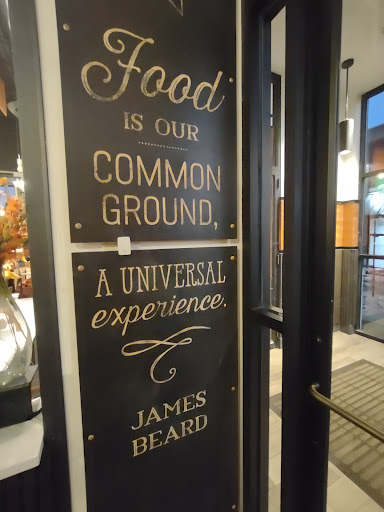 Food
IS OUR
COMMON
GROUND,
A UNIVERSAL
experience.
JAMES
BEARD